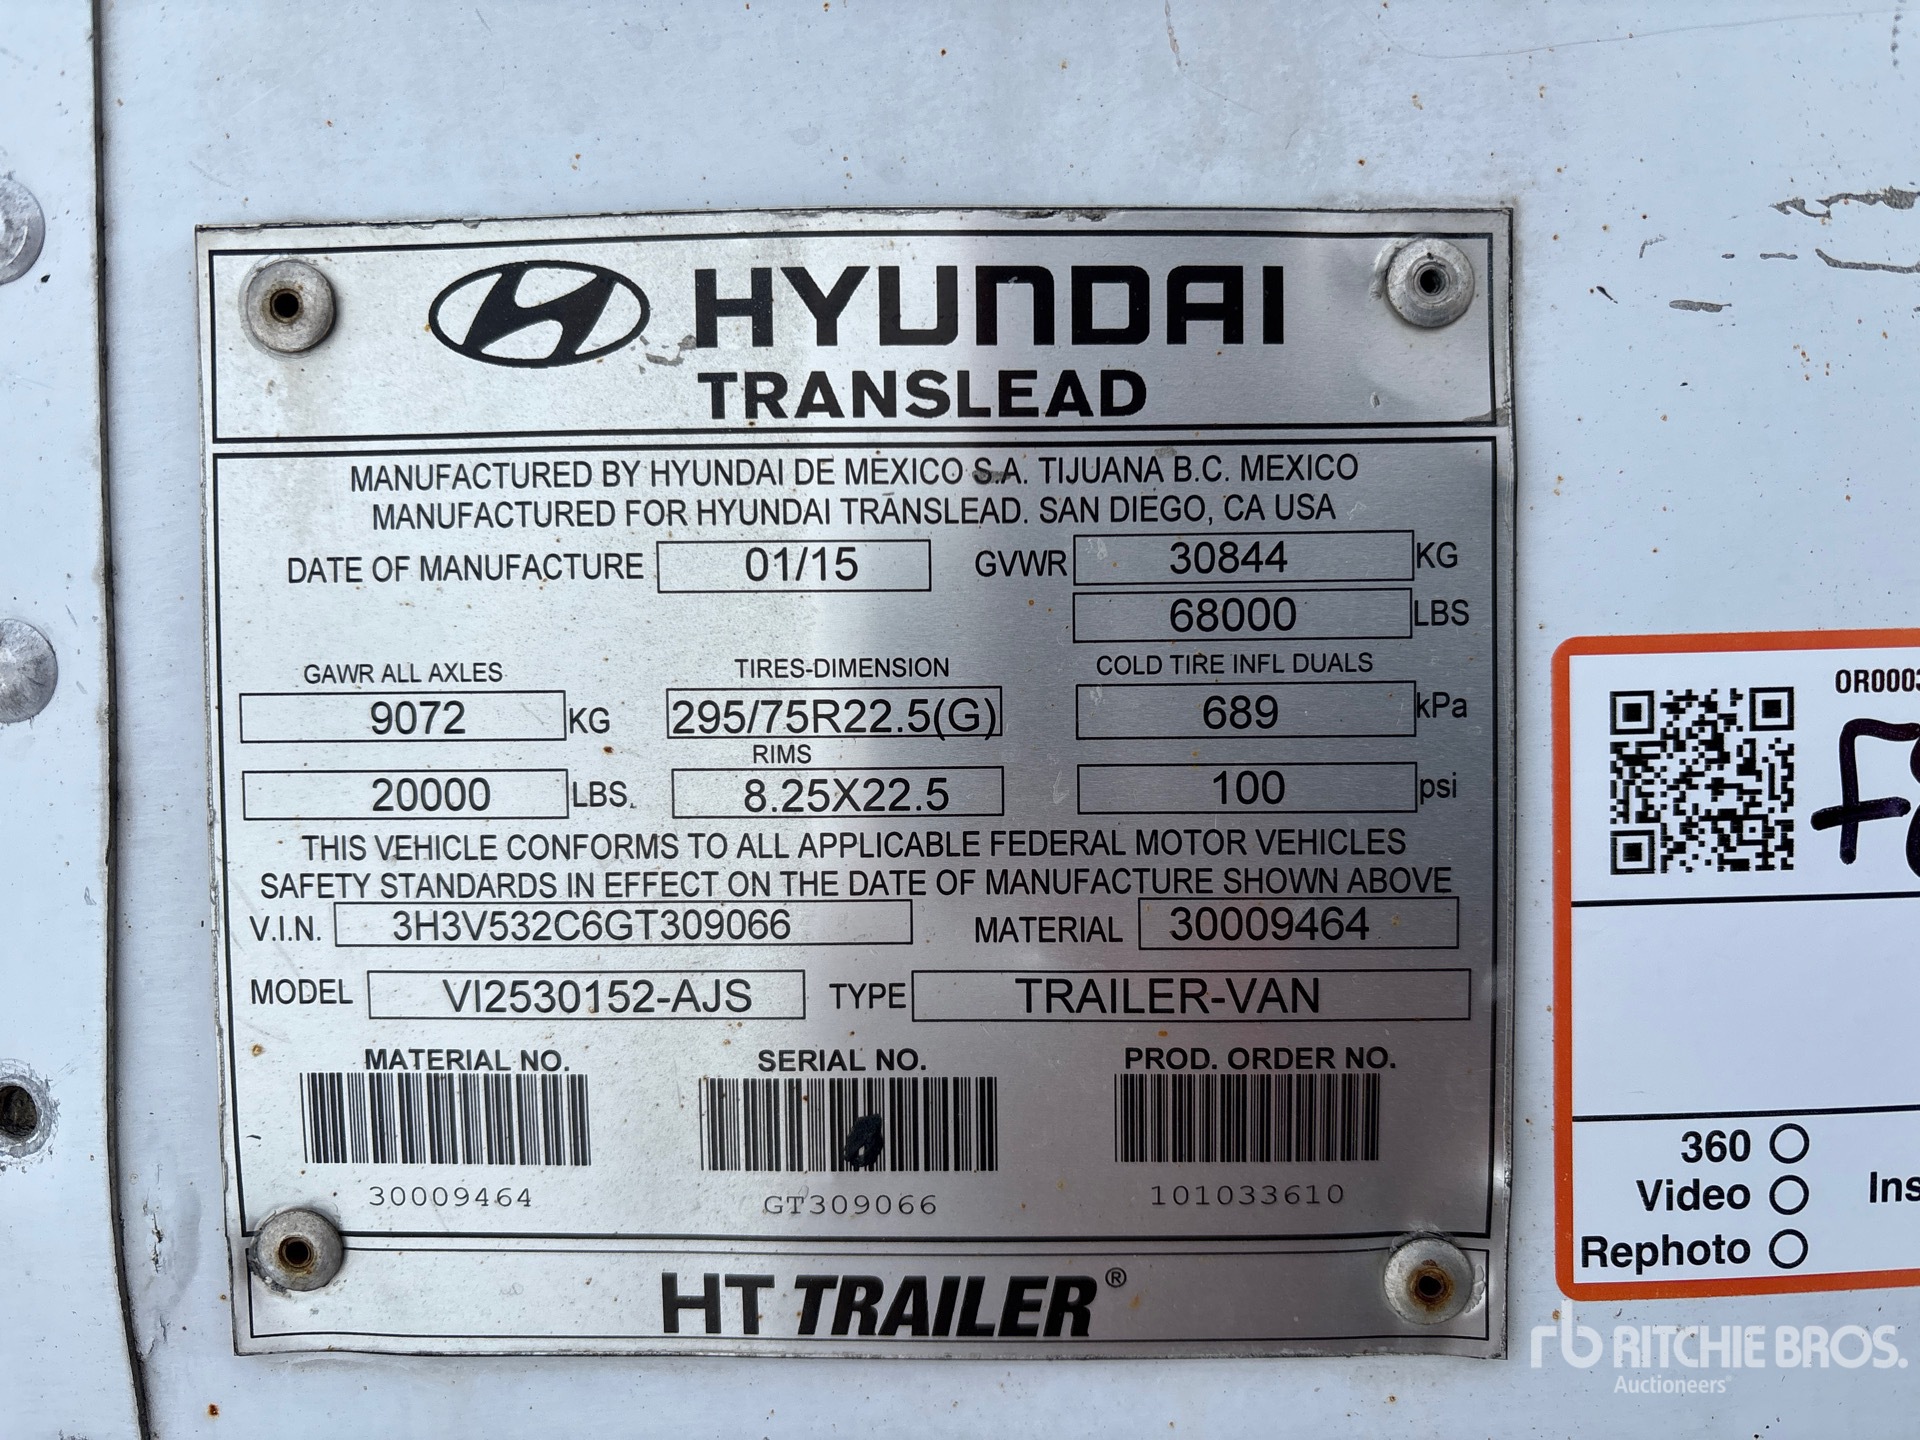 HYUNDAI
TRANSLEAD
MANUFACTURED BY HYUNDAI DE MEXICO S.A. TIJUANA B.C. MEXICO
MANUFACTURED FOR HYUNDAI TRANSLEAD. SAN DIEGO, CA USA
DATE OF MANUFACTURE 01/15 GVWR 30844 KG
68000 LBS
GAWR ALL AXLES TIRES-DIMENSION COLD TIRE INFL DUALS
9072 KG 295/75R22.5(G) 689 kPa
RIMS
20000 LBS. 8.25X22.5 100 psi
THIS VEHICLE CONFORMS TO ALL APPLICABLE FEDERAL MOTOR VEHICLES
SAFETY STANDARDS IN EFFECT ON THE DATE OF MANUFACTURE SHOWN ABOVE
V.I.N. 3H3V532C6GT309066 MATERIAL 30009464
MODEL VI2530152-AJS TYPE TRAILER-VAN
MATERIAL NO. SERIAL NO. PROD. ORDER NO.
30009464 GT309066 101033610
HT TRAILER®
OR0003
360
Video
Rephoto
Ins
rb RITCHIE BROS.
Auctioneers